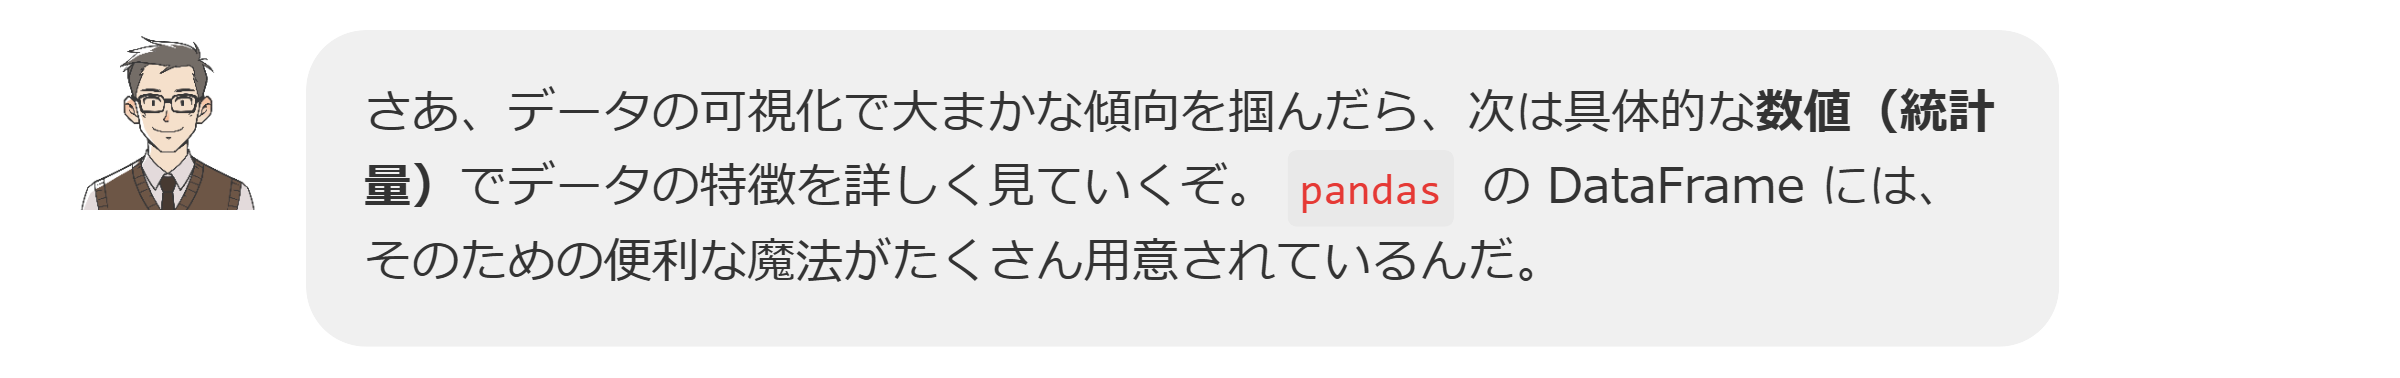 さあ、データの可視化で大まかな傾向を掴んだら、次は具体的な数値（統計
量）でデータの特徴を詳しく見ていくぞ。 pandas の DataFrame には、
そのための便利な魔法がたくさん用意されているんだ。